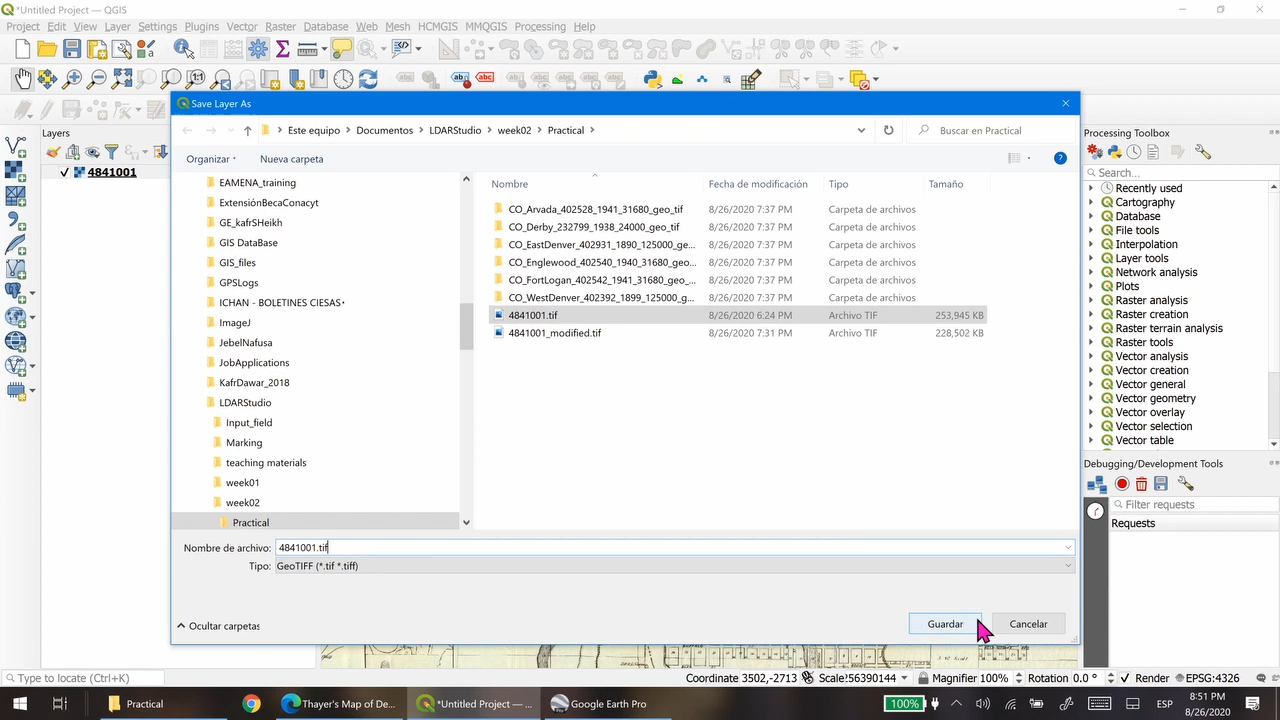 *Untitled Project — QGIS
Project Edit View Layer Settings Plugins Vector Raster Database Web Mesh HCMGIS MMQGIS Processing Help
Save Layer As
Este equipo > Documentos > LDARStudio > week02 > Practical >
Buscar en Practical
Organizar
Nueva carpeta
Layers
4841001
EAMENA_training
ExtensiónBecaConacyt
GE_kafrSHeikh
GIS DataBase
GIS_files
GPSLogs
ICHAN - BOLETINES CIESAS
ImageJ
JebelNafusa
JobApplications
KafrDawar_2018
LDARStudio
Input_field
Marking
teaching materials
week01
week02
Practical
Nombre Fecha de modificación Tipo Tamaño
CO_Arvada_402528_1941_31680_geo_tif 8/26/2020 7:37 PM Carpeta de archivos
CO_Derby_232799_1938_24000_geo_tif 8/26/2020 7:37 PM Carpeta de archivos
CO_EastDenver_402931_1890_125000_ge... 8/26/2020 7:37 PM Carpeta de archivos
CO_Englewood_402540_1940_31680_geo... 8/26/2020 7:37 PM Carpeta de archivos
CO_FortLogan_402542_1941_31680_geo_... 8/26/2020 7:37 PM Carpeta de archivos
CO_WestDenver_402392_1899_125000_g... 8/26/2020 7:37 PM Carpeta de archivos
4841001.tif 8/26/2020 6:24 PM Archivo TIF 253,945 KB
4841001_modified.tif 8/26/2020 7:31 PM Archivo TIF 228,502 KB
Nombre de archivo: 4841001.tif
Tipo: GeoTIFF (*.tif *.tiff)
Ocultar carpetas
Guardar
Cancelar
Processing Toolbox
Search...
Recently used
Cartography
Database
File tools
Interpolation
Layer tools
Network analysis
Plots
Raster analysis
Raster creation
Raster terrain analysis
Raster tools
Vector analysis
Vector creation
Vector general
Vector geometry
Vector overlay
Vector selection
Vector table
Debugging/Development Tools
Filter requests
Requests
Type to locate (Ctrl+K)
Coordinate 3502,-2713 Scale 1:56390144 Magnifier 100% Rotation 0.0 ° Render EPSG:4326
Practical
Thayer's Map of De...
*Untitled Project — ...
Google Earth Pro
100%
ESP
8:51 PM
8/26/2020